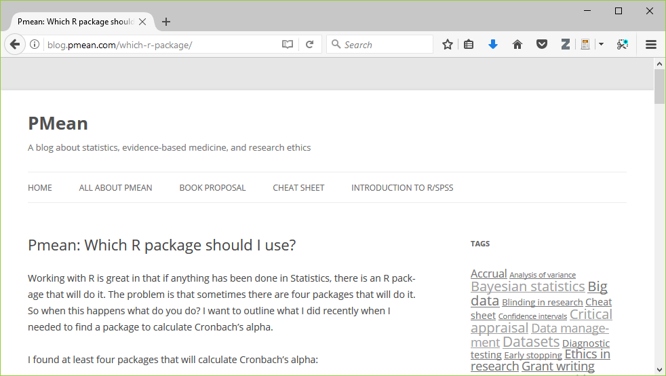 Pmean: Which R package shoul
blog.pmean.com/which-r-package/
Search
PMean
A blog about statistics, evidence-based medicine, and research ethics
HOME ALL ABOUT PMEAN BOOK PROPOSAL CHEAT SHEET INTRODUCTION TO R/SPSS
Pmean: Which R package should I use?
Working with R is great in that if anything has been done in Statistics, there is an R pack-
age that will do it. The problem is that sometimes there are four packages that will do it.
So when this happens what do you do? I want to outline what I did recently when I
needed to find a package to calculate Cronbach's alpha.
I found at least four packages that will calculate Cronbach's alpha:
TAGS
Accrual Analysis of variance
Bayesian statistics Big
data Blinding in research Cheat
sheet Confidence intervals Critical
appraisal Data manage-
ment Datasets Diagnostic
testing Early stopping Ethics in
research Grant writing